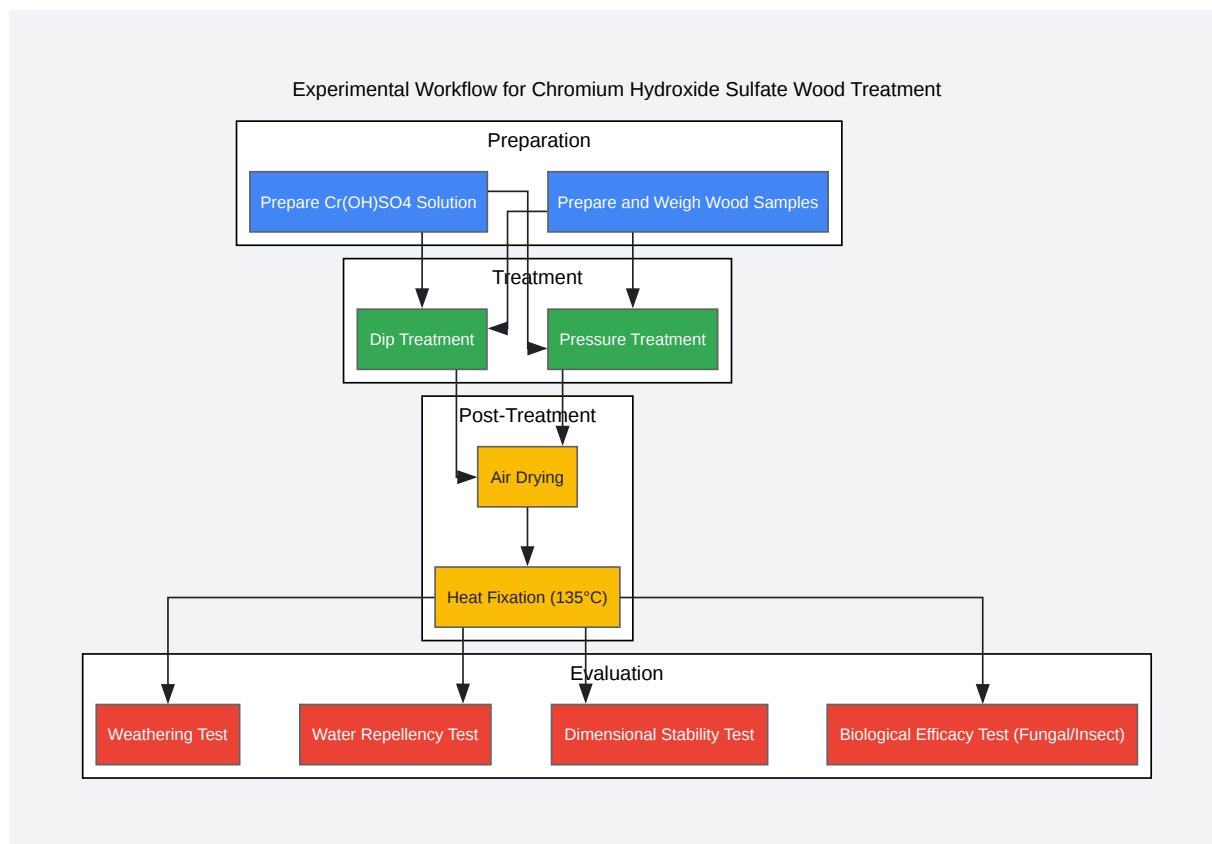 Experimental Workflow for Chromium Hydroxide Sulfate Wood Treatment
Preparation
Prepare Cr(OH)SO4 Solution
Prepare and Weigh Wood Samples
Treatment
Dip Treatment
Pressure Treatment
Post-Treatment
Air Drying
Heat Fixation (135°C)
Evaluation
Weathering Test
Water Repellency Test
Dimensional Stability Test
Biological Efficacy Test (Fungal/Insect)